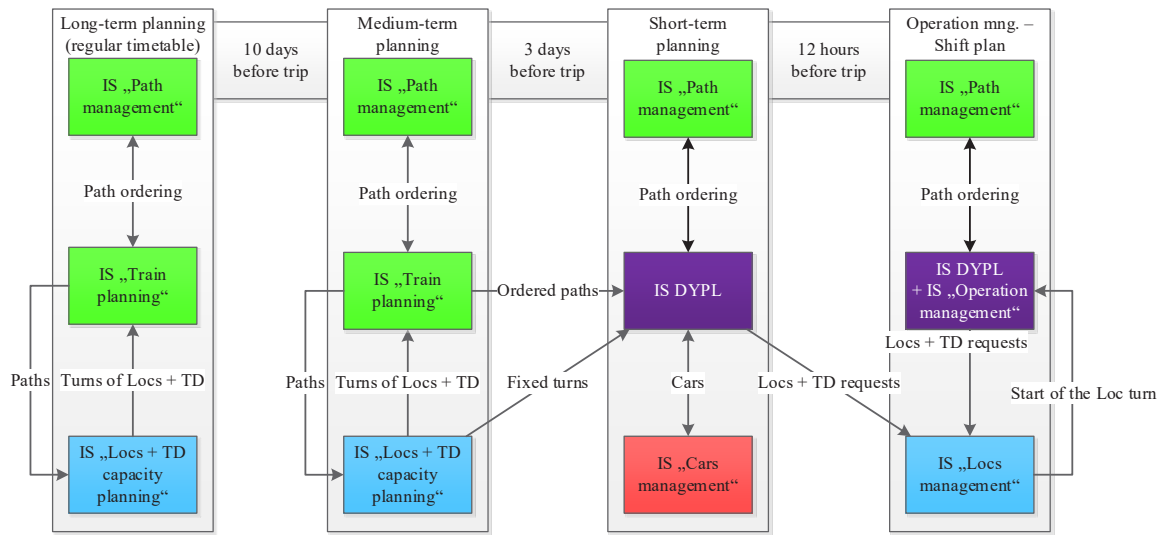 Long-term planning
(regular timetable)
10 days
before trip
Medium-term
planning
3 days
before trip
Short-term
planning
12 hours
before trip
Operation mng. –
Shift plan
IS „Path
management“
IS „Path
management“
IS „Path
management“
IS „Path
management“
Path ordering
Path ordering
Path ordering
Path ordering
IS „Train
planning“
IS „Train
planning“
Ordered paths
IS DYPL
IS DYPL
+ IS „Operation
management“
Locs + TD requests
Paths
Turns of Locs + TD
Paths
Turns of Locs + TD
Fixed turns
Cars
Locs + TD requests
Start of the Loc turn
IS „Locs + TD
capacity
planning“
IS „Locs + TD
capacity
planning“
IS „Cars
management“
IS „Locs
management“